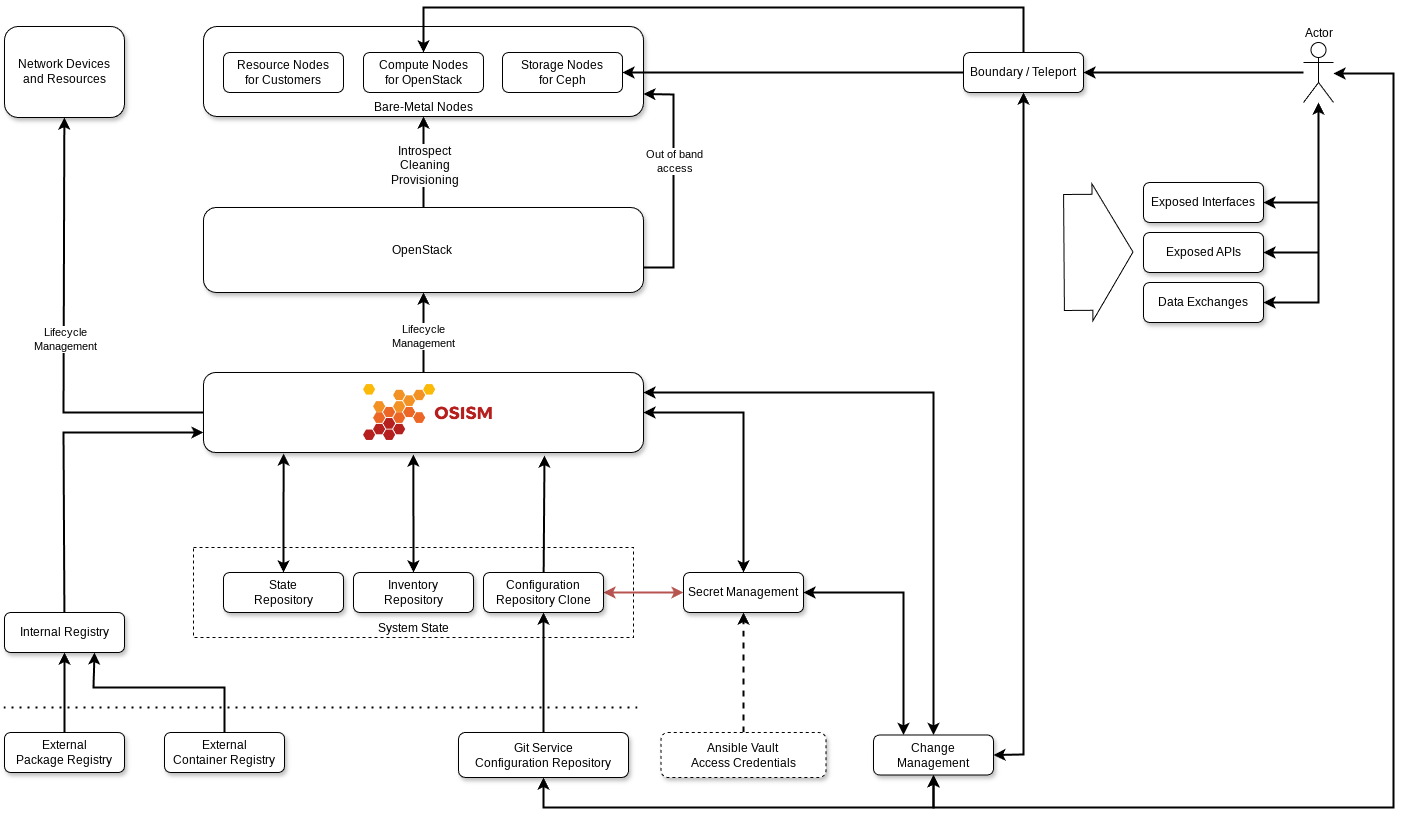 Network Devices
and Resources
Resource Nodes
for Customers
Compute Nodes
for OpenStack
Storage Nodes
for Ceph
Bare-Metal Nodes
Boundary / Teleport
Actor
Introspect
Cleaning
Provisioning
Out of band
access
Exposed Interfaces
Exposed APIs
Data Exchanges
OpenStack
Lifecycle
Management
Lifecycle
Management
OSISM
State
Repository
Inventory
Repository
Configuration
Repository Clone
System State
Secret Management
Internal Registry
External
Package Registry
External
Container Registry
Git Service
Configuration Repository
Ansible Vault
Access Credentials
Change
Management